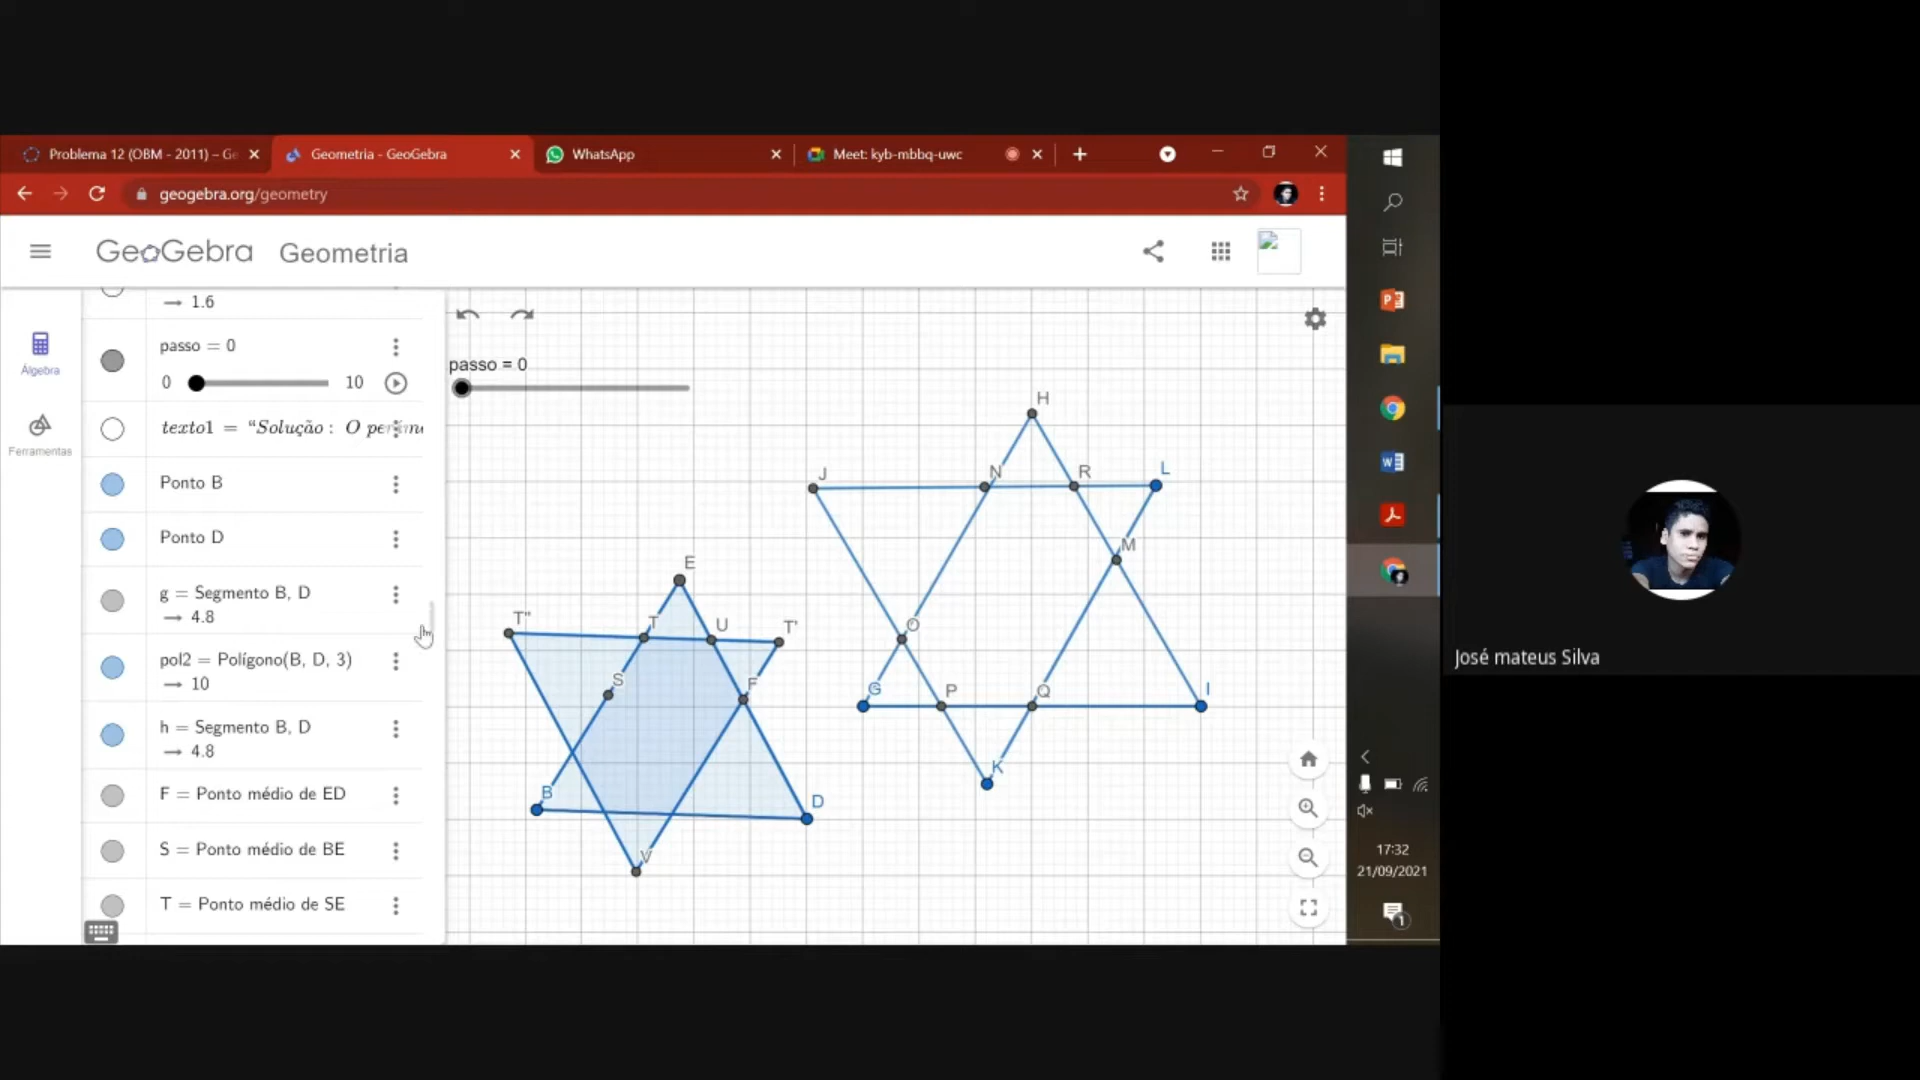 Problema 12 (OBM - 2011) – Ge
Geometria - GeoGebra
WhatsApp
Meet: kyb-mbbq-uwc
geogebra.org/geometry
GeoGebra Geometria
Álgebra
Ferramentas
→ 1.6
passo = 0
0 10
texto1 = “Solução : O perím
Ponto B
Ponto D
g = Segmento B, D
→ 4.8
pol2 = Polígono(B, D, 3)
→ 10
h = Segmento B, D
→ 4.8
F = Ponto médio de ED
S = Ponto médio de BE
T = Ponto médio de SE
passo = 0
H
J
N
R
L
M
E
T''
T
U
T'
O
S
F
G
P
Q
I
K
B
D
V
17:32
21/09/2021
1
José mateus Silva